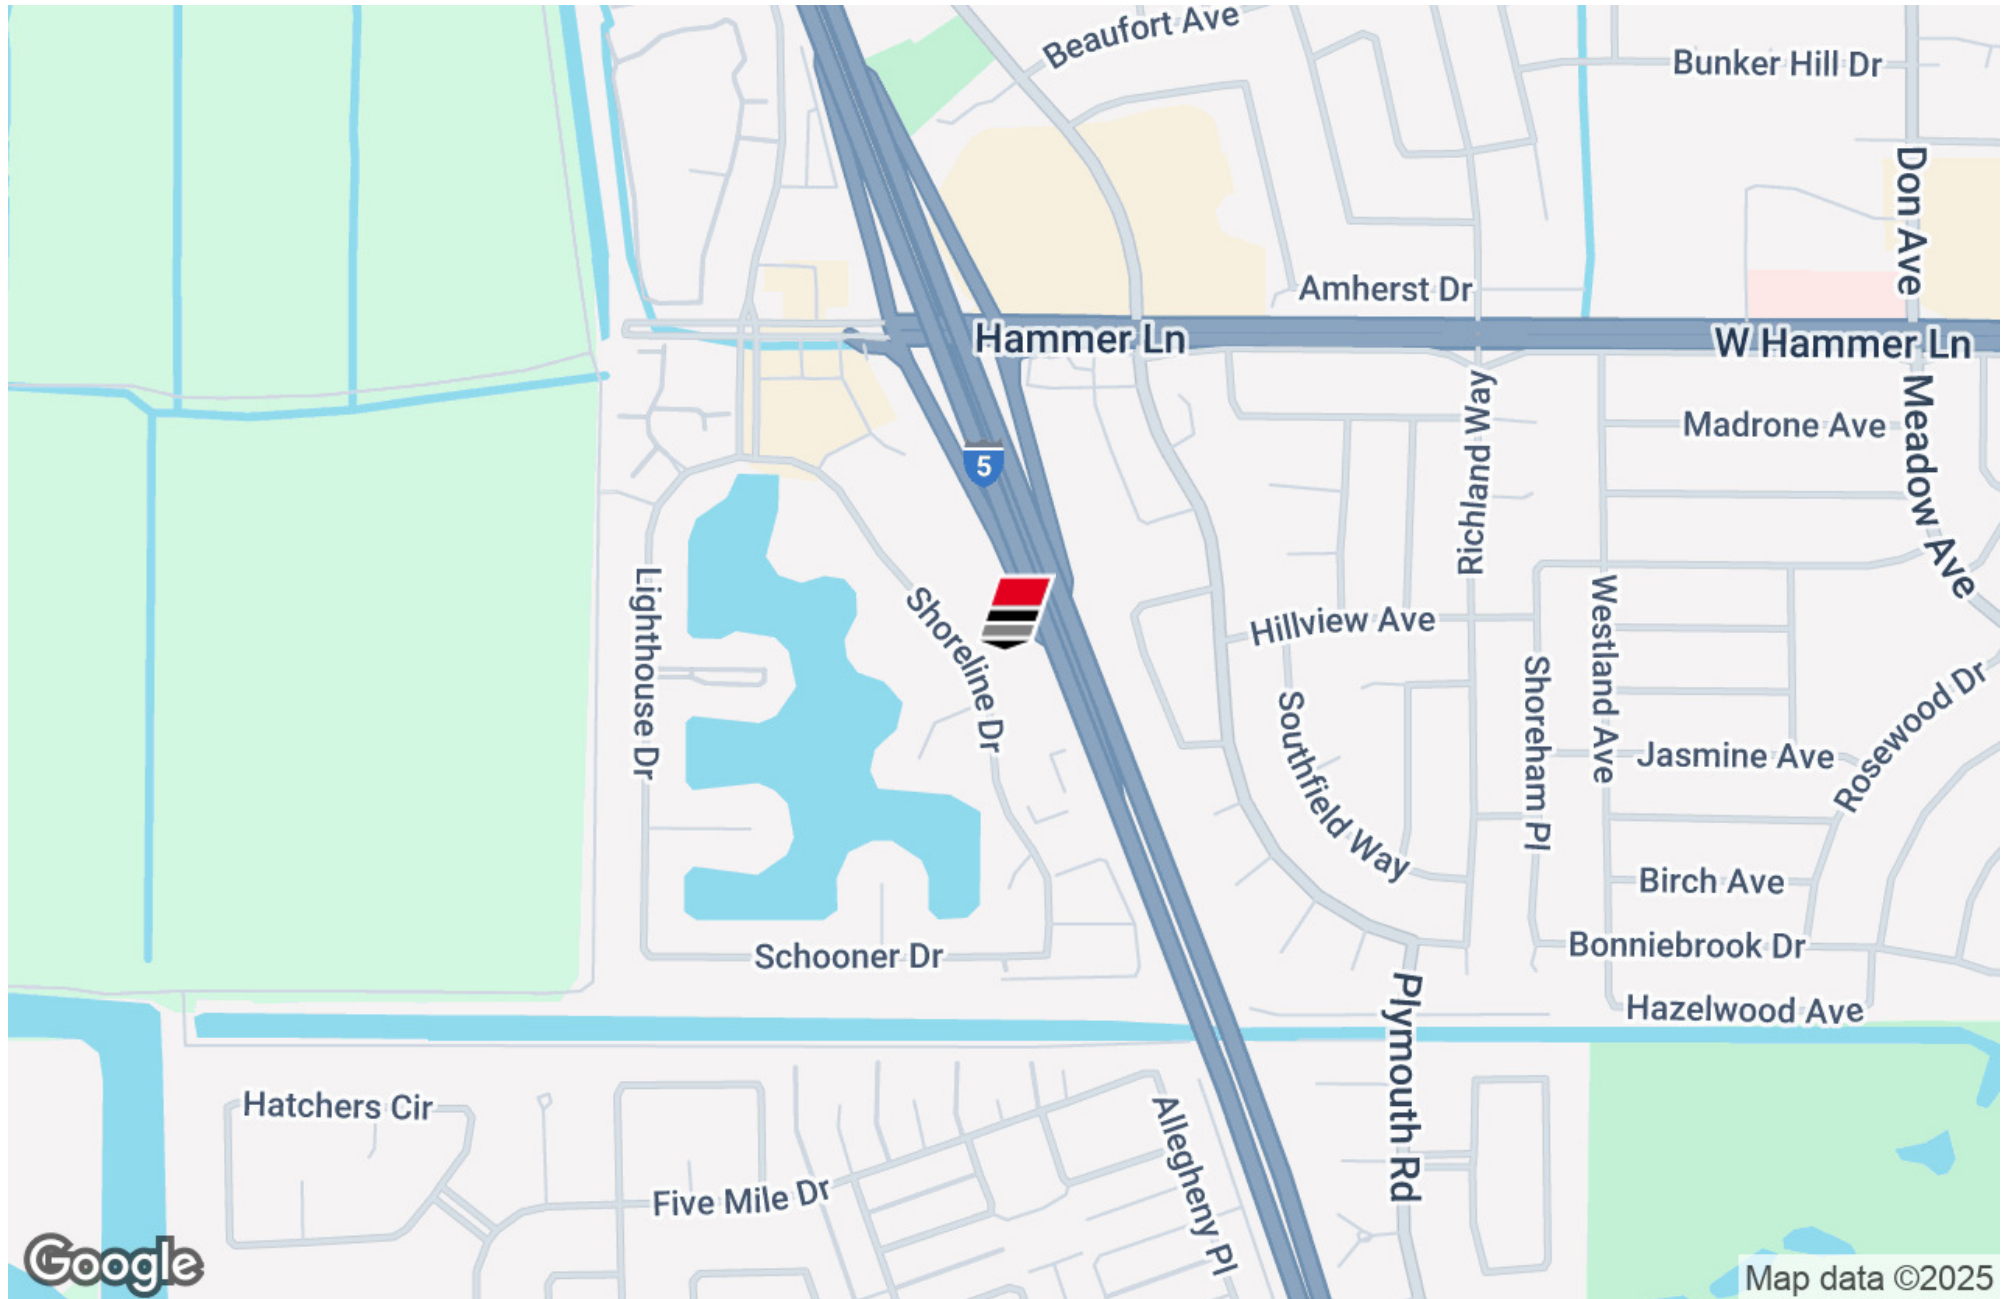 Beaufort Ave
Bunker Hill Dr
Don Ave
Amherst Dr
Hammer Ln
W Hammer Ln
Richland Way
Madrone Ave
Meadow Ave
5
Lighthouse Dr
Shoreline Dr
Hillview Ave
Westland Ave
Shoreham Pl
Southfield Way
Jasmine Ave
Rosewood Dr
Birch Ave
Schooner Dr
Bonniebrook Dr
Plymouth Rd
Hazelwood Ave
Hatchers Cir
Allegheny Pl
Five Mile Dr
Google
Map data ©2025